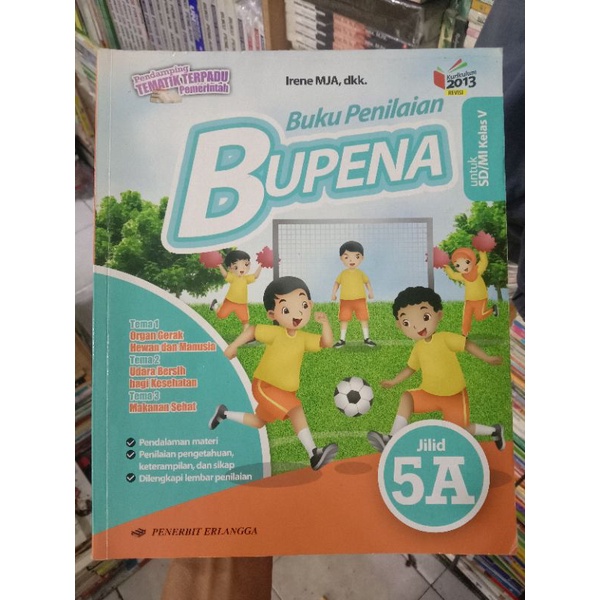 Pendamping
TEMATIK TERPADU
Pemerintah
Irene MJA, dkk.
Kurikulum
2013
REVISI
Buku Penilaian
BUPENA
untuk
SD/MI Kelas V
Tema 1
Organ Gerak
Hewan dan Manusia
Tema 2
Udara Bersih
Bagi Kesehatan
Tema 3
Makanan Sehat
Pendalaman materi
Penilaian pengetahuan,
keterampilan, dan sikap
Dilengkapi lembar penilaian
Jilid
5A
PENERBIT ERLANGGA